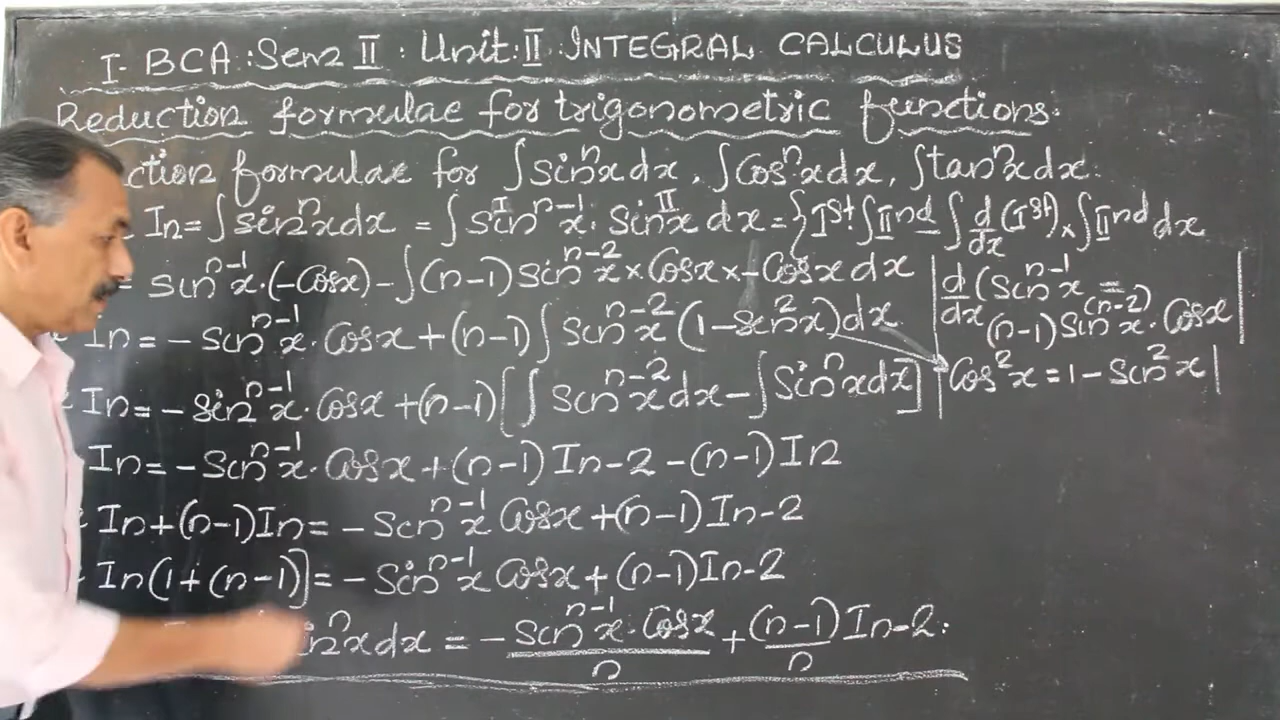 I- BCA : Sem II : Unit : II INTEGRAL CALCULUS
Reduction formulae for trigonometric functions.
ction formulae for ∫sinⁿx dx, ∫Cosⁿx dx, ∫tanⁿx dx.
In = ∫sinⁿx dx = ∫ sinⁿ⁻¹x · Sin x dx = { Ist ∫IInd - ∫ d/dx (Ist) × ∫IInd dx
I II
= sinⁿ⁻¹x · (-Cosx) - ∫(n-1) sinⁿ⁻²x × Cosx × -Cosx dx
d/dx (Sinⁿ⁻¹x =
(n-1) Sin⁽ⁿ⁻²⁾x · Cosx
In = - sinⁿ⁻¹x · Cosx + (n-1) ∫ sinⁿ⁻²x (1 - sin²x) dx
Cos²x = 1 - sin²x
In = - sinⁿ⁻¹x · Cosx + (n-1) [∫ sinⁿ⁻²x dx - ∫ Sinⁿx dx]
In = - Sinⁿ⁻¹x · Cosx + (n-1) In-2 - (n-1) In
In + (n-1) In = - Sinⁿ⁻¹x Cosx + (n-1) In-2
In (1 + (n-1)] = - Sinⁿ⁻¹x Cosx + (n-1) In-2
inⁿx dx = - sinⁿ⁻¹x · Cosx / n + (n-1) / n In-2.